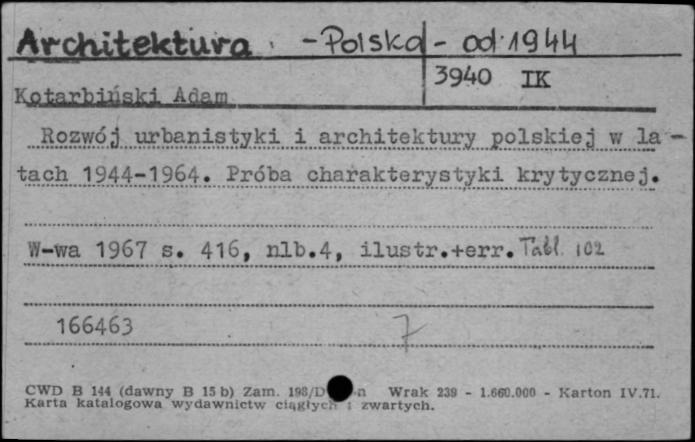 Architektura - Polska - od 1944
3940 IK
Kotarbiński Adam
Rozwój urbanistyki i architektury polskiej w la-
tach 1944-1964. Próba charakterystyki krytycznej.
W-wa 1967 s. 416, nlb.4, ilustr.+err. Tabl. 102
166463 7
CWD B 144 (dawny B 15 b) Zam. 198/D Wrak 239 - 1.660.000 - Karton IV.71.
Karta katalogowa wydawnictw ciągłych i zwartych.